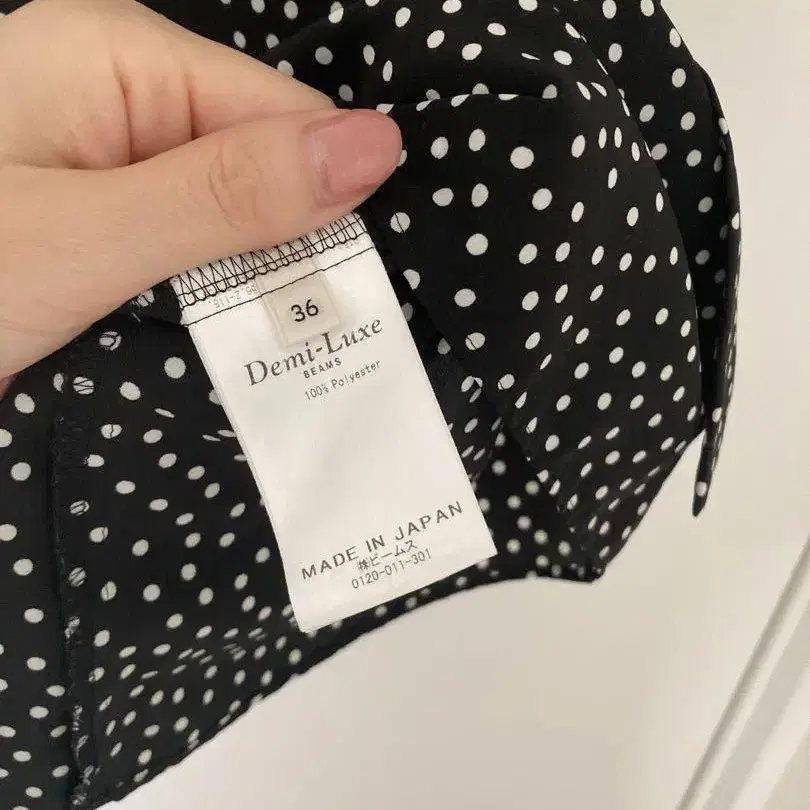 36
Demi-Luxe
BEAMS
100% Polyester
MADE IN JAPAN
㈱ビームス
0120-011-301